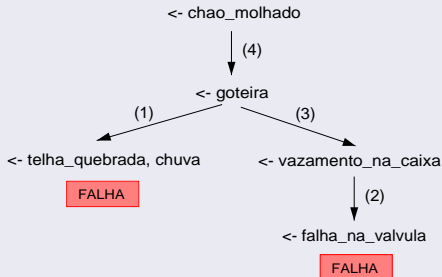 <- chao_molhado
(4)
<- goteira
(1)
(3)
<- telha_quebrada, chuva
<- vazamento_na_caixa
FALHA
(2)
<- falha_na_valvula
FALHA